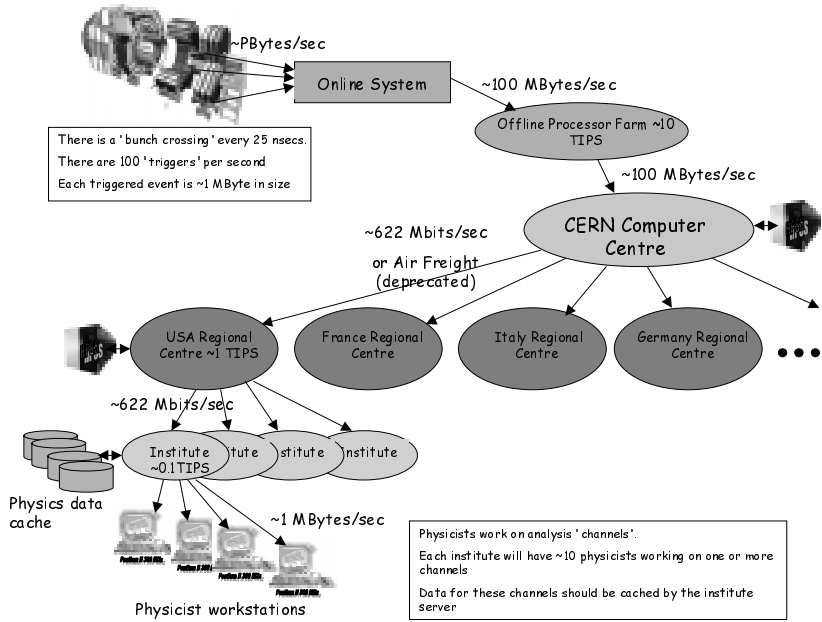 ~PBytes/sec
Online System
~100 MBytes/sec
Offline Processor Farm ~10
TIPS
There is a 'bunch crossing' every 25 nsecs.
There are 100 'triggers' per second
Each triggered event is ~1 MByte in size
~100 MBytes/sec
CERN Computer
Centre
~622 Mbits/sec
or Air Freight
(deprecated)
USA Regional
Centre ~1 TIPS
France Regional
Centre
Italy Regional
Centre
Germany Regional
Centre
~622 Mbits/sec
Institute
~0.1TIPS
itute
stitute
nstitute
Physics data
cache
~1 MBytes/sec
Physicist workstations
Physicists work on analysis 'channels'.
Each institute will have ~10 physicists working on one or more
channels
Data for these channels should be cached by the institute
server